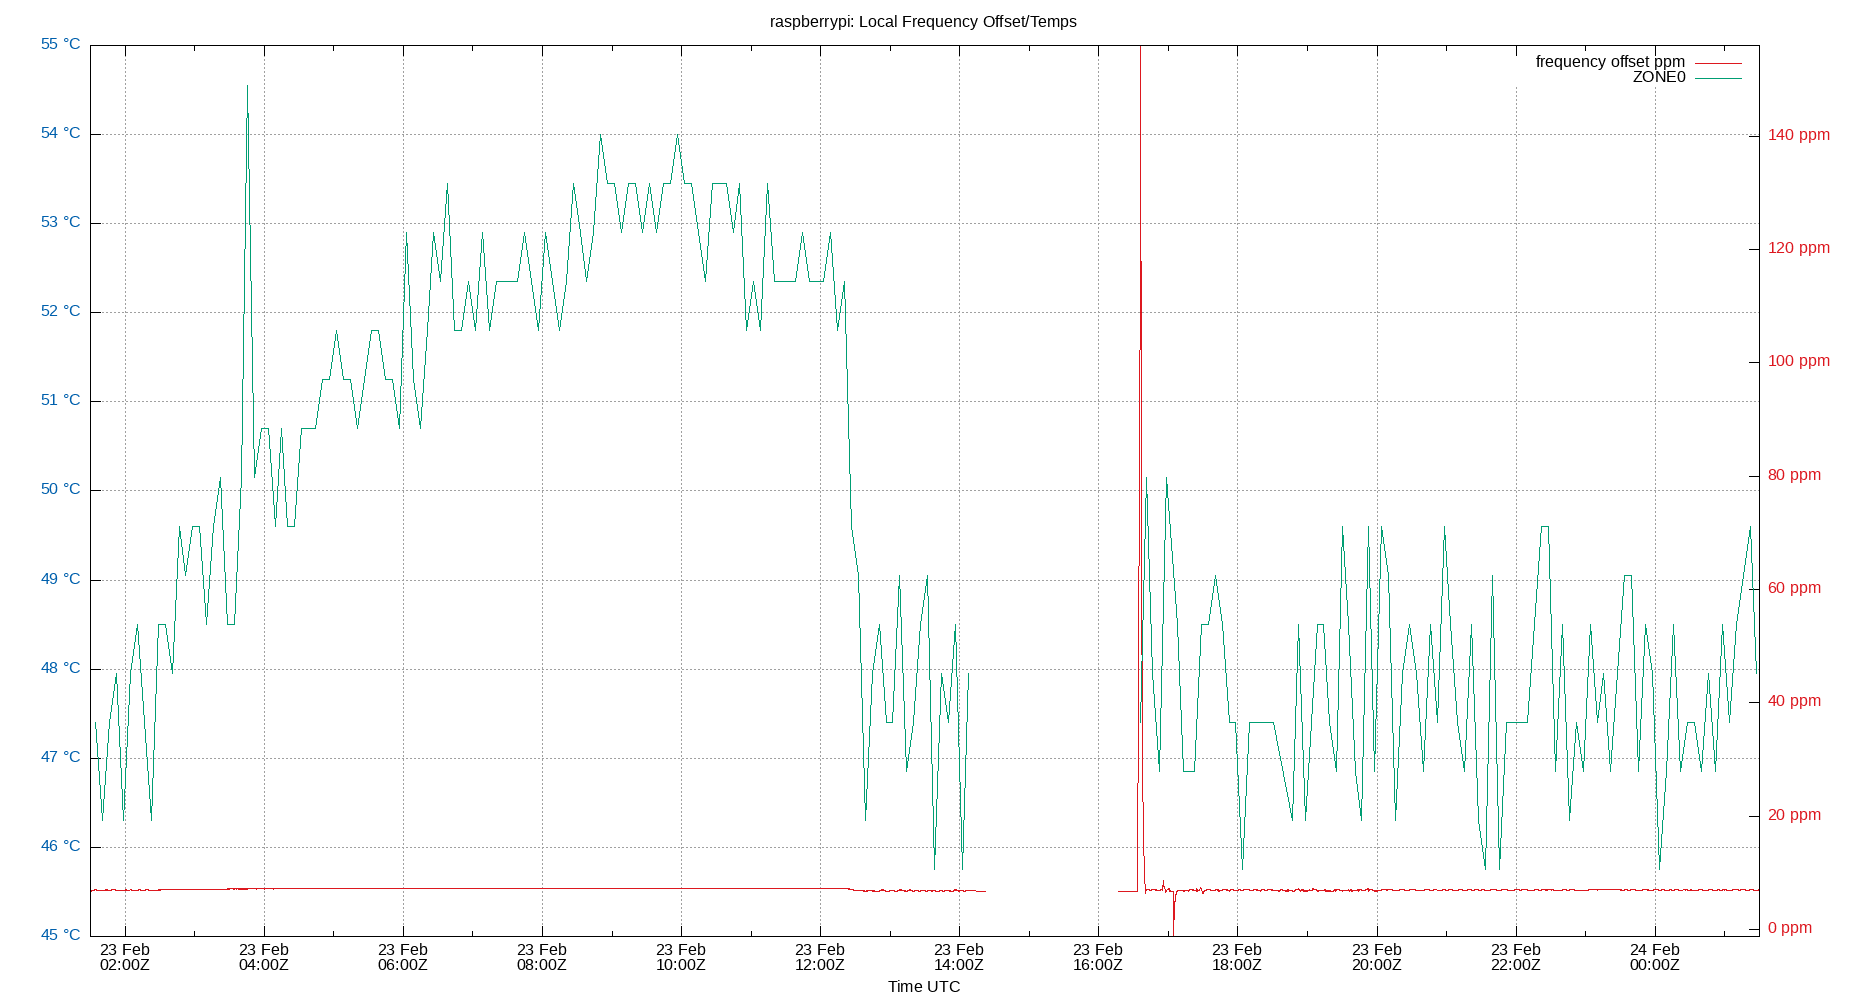 raspberrypi: Local Frequency Offset/Temps
frequency offset ppm
ZONE0
55 °C
54 °C
53 °C
52 °C
51 °C
50 °C
49 °C
48 °C
47 °C
46 °C
45 °C
140 ppm
120 ppm
100 ppm
80 ppm
60 ppm
40 ppm
20 ppm
0 ppm
23 Feb
02:00Z
23 Feb
04:00Z
23 Feb
06:00Z
23 Feb
08:00Z
23 Feb
10:00Z
23 Feb
12:00Z
23 Feb
14:00Z
23 Feb
16:00Z
23 Feb
18:00Z
23 Feb
20:00Z
23 Feb
22:00Z
24 Feb
00:00Z
Time UTC